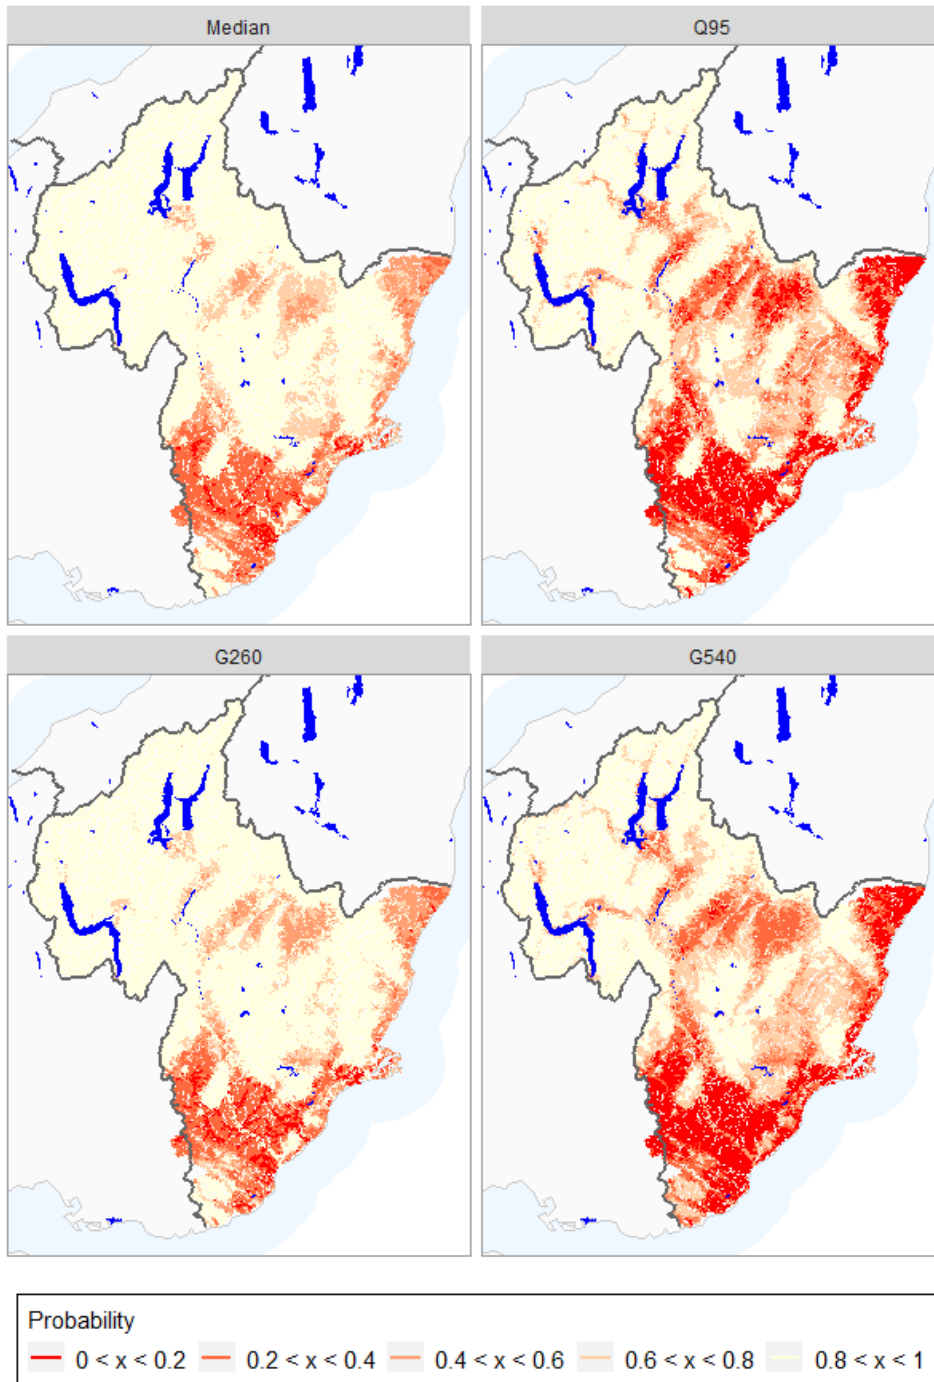 Median
Q95
G260
G540
Probability
0 < x < 0.2 0.2 < x < 0.4 0.4 < x < 0.6 0.6 < x < 0.8 0.8 < x < 1